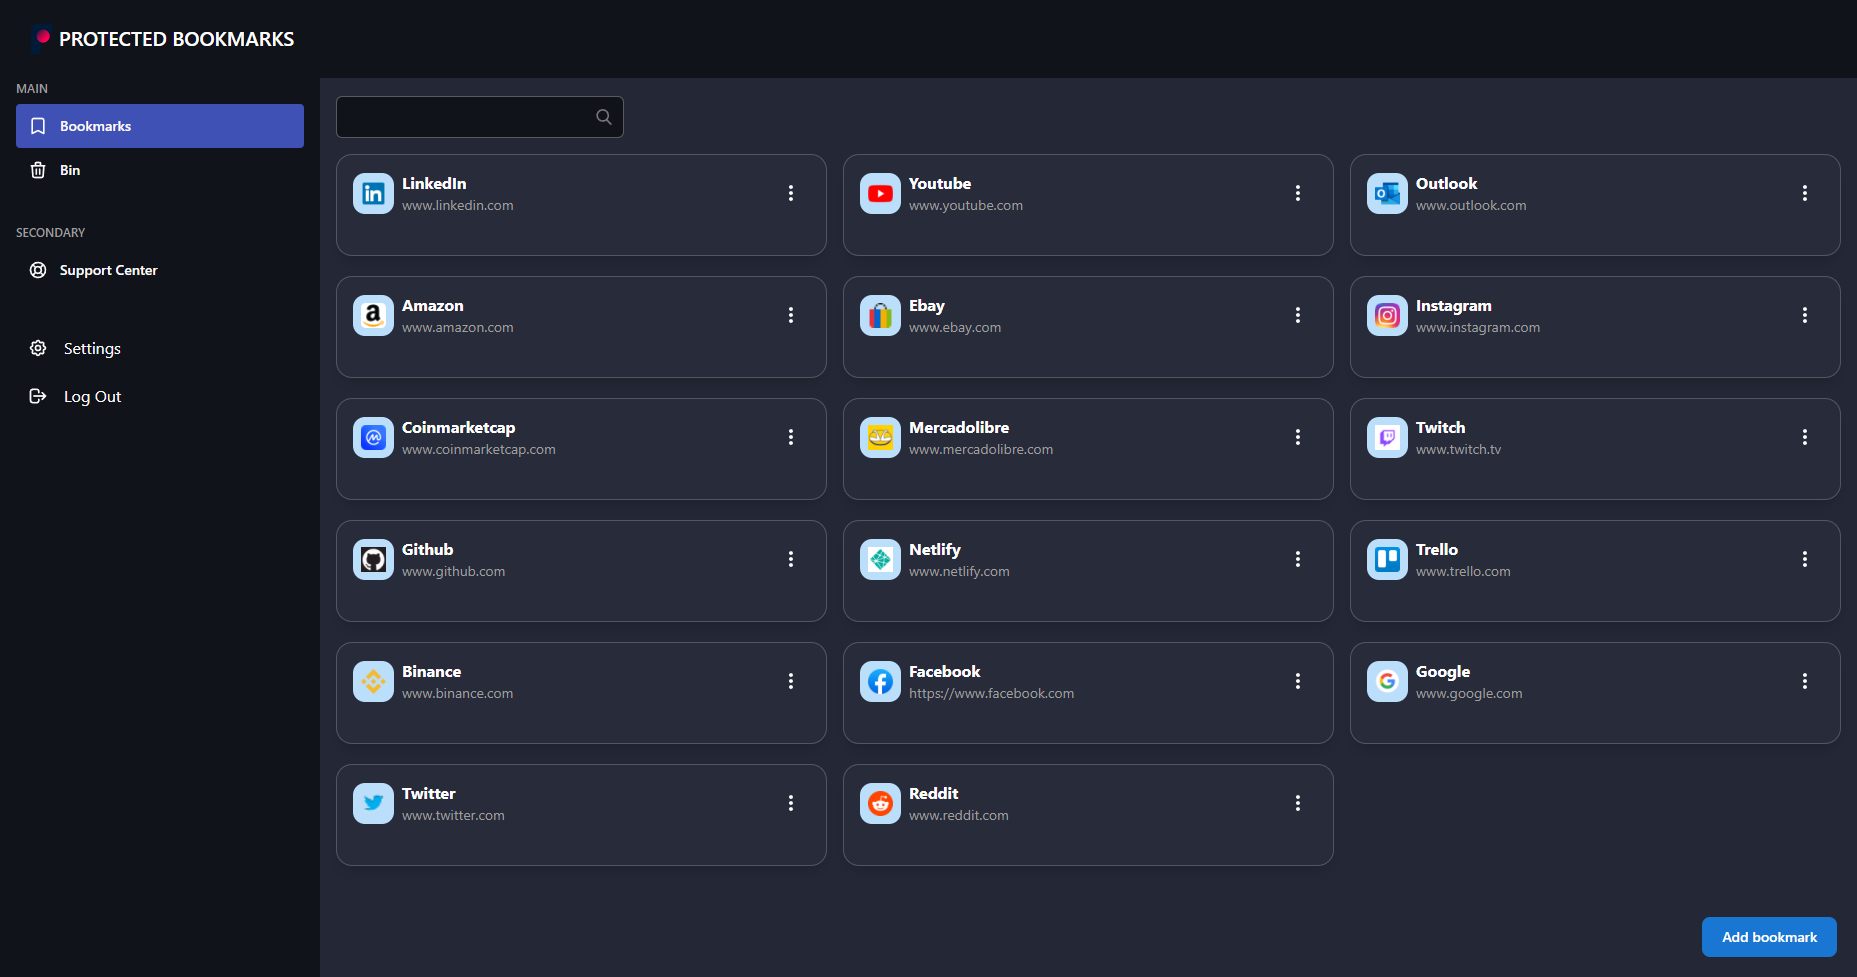 PROTECTED BOOKMARKS
MAIN
Bookmarks
Bin
SECONDARY
Support Center
Settings
Log Out
LinkedIn
www.linkedin.com
Youtube
www.youtube.com
Outlook
www.outlook.com
Amazon
www.amazon.com
Ebay
www.ebay.com
Instagram
www.instagram.com
Coinmarketcap
www.coinmarketcap.com
Mercadolibre
www.mercadolibre.com
Twitch
www.twitch.tv
Github
www.github.com
Netlify
www.netlify.com
Trello
www.trello.com
Binance
www.binance.com
Facebook
https://www.facebook.com
Google
www.google.com
Twitter
www.twitter.com
Reddit
www.reddit.com
Add bookmark